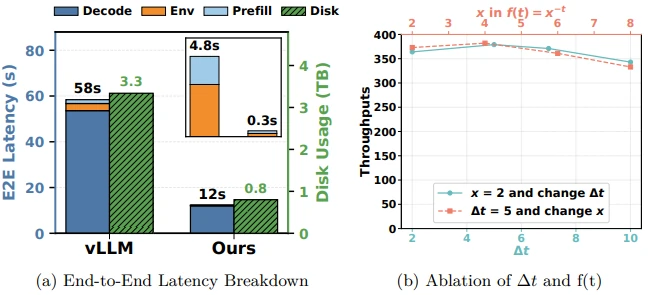 Decode Env Prefill Disk
E2E Latency (s)
80
60
40
20
0
58s
3.3
12s
0.8
4.8s
0.3s
vLLM
Ours
4
3
2
1
0
Disk Usage (TB)
(a) End-to-End Latency Breakdown
x in f(t) = x^{-t}
2 3 4 5 6 7 8
Throughputs
400
350
300
250
200
150
100
50
0
x = 2 and change Δt
Δt = 5 and change x
2 4 6 8 10
Δt
(b) Ablation of Δt and f(t)